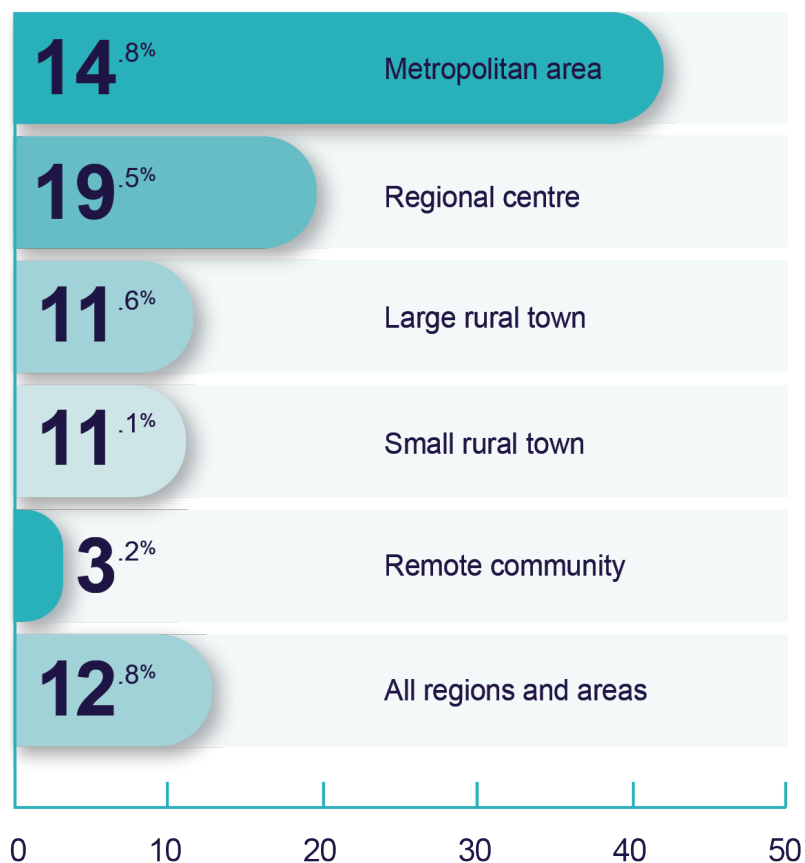 14.8% Metropolitan area
19.5% Regional centre
11.6% Large rural town
11.1% Small rural town
3.2% Remote community
12.8% All regions and areas
0 10 20 30 40 50